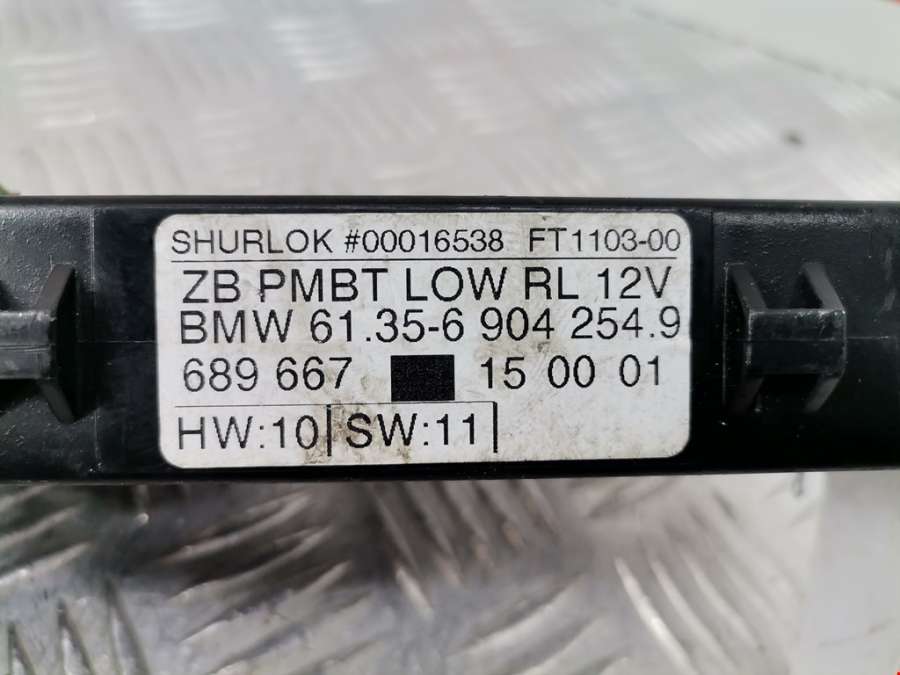 SHURLOK #00016538 FT1103-00
ZB PMBT LOW RL 12V
BMW 61.35-6 904 254.9
689 667 15 00 01
HW:10 SW:11